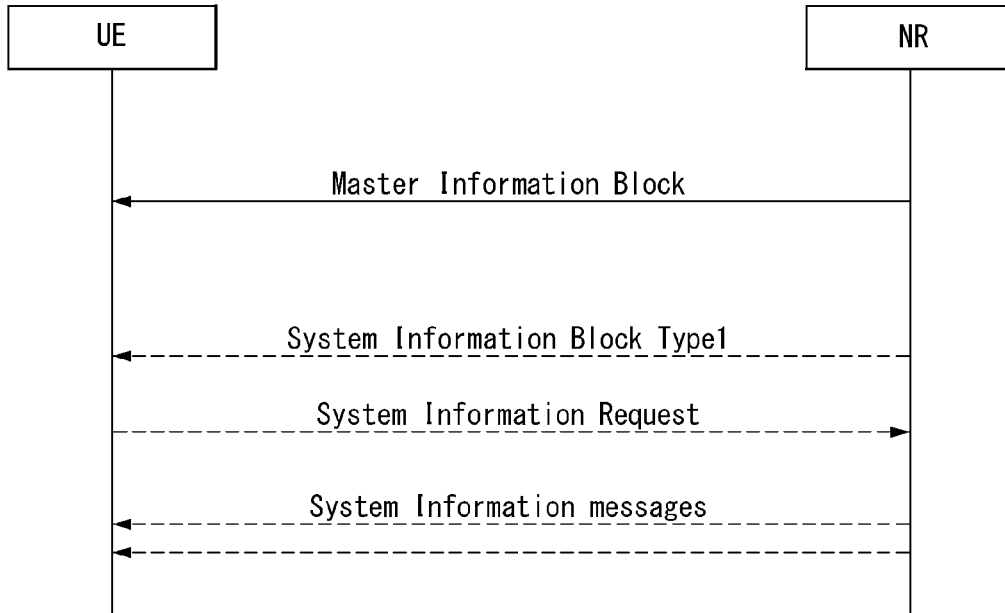 UE
NR
Master Information Block
System Information Block Type1
System Information Request
System Information messages